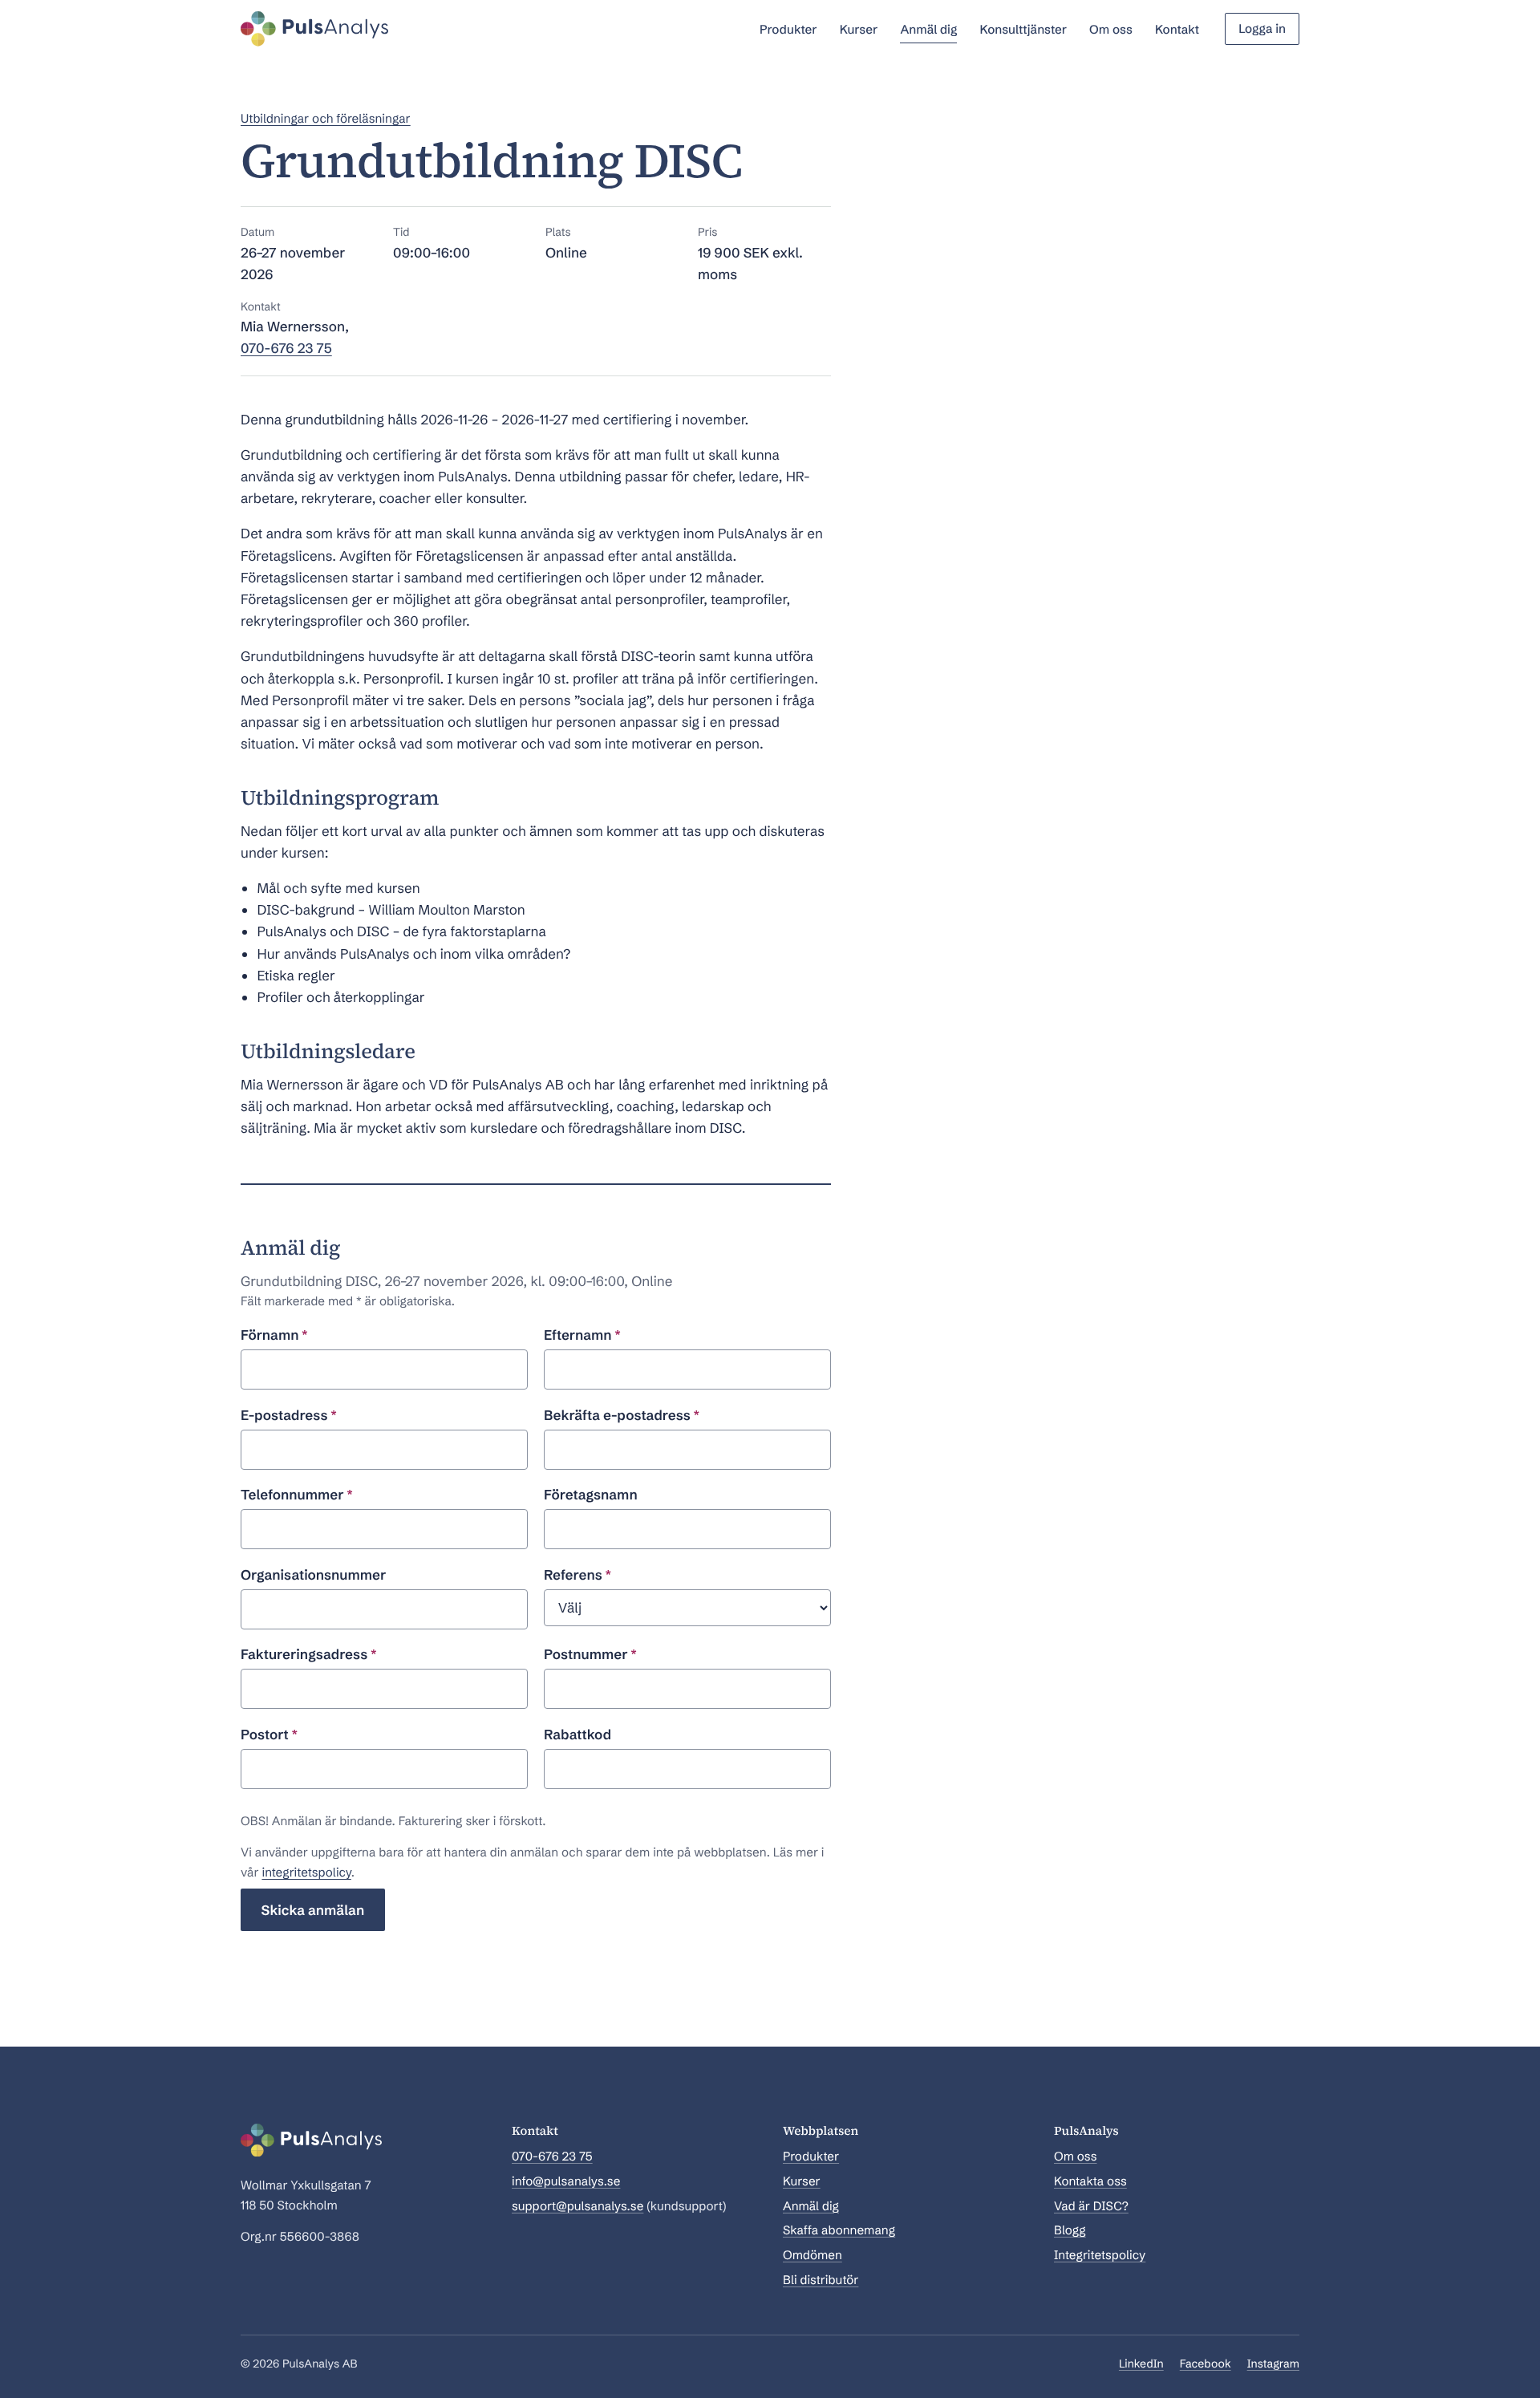 PulsAnalys
Produkter
Kurser
Anmäl dig
Konsulttjänster
Om oss
Kontakt
Logga in
Utbildningar och föreläsningar
Grundutbildning DISC
Datum
26–27 november
2026
Tid
09:00–16:00
Plats
Online
Pris
19 900 SEK exkl.
moms
Kontakt
Mia Wernersson,
070-676 23 75
Denna grundutbildning hålls 2026-11-26 – 2026-11-27 med certifiering i november.
Grundutbildning och certifiering är det första som krävs för att man fullt ut skall kunna
använda sig av verktygen inom PulsAnalys. Denna utbildning passar för chefer, ledare, HR-
arbetare, rekryterare, coacher eller konsulter.
Det andra som krävs för att man skall kunna använda sig av verktygen inom PulsAnalys är en
Företagslicens. Avgiften för Företagslicensen är anpassad efter antal anställda.
Företagslicensen startar i samband med certifieringen och löper under 12 månader.
Företagslicensen ger er möjlighet att göra obegränsat antal personprofiler, teamprofiler,
rekryteringsprofiler och 360 profiler.
Grundutbildningens huvudsyfte är att deltagarna skall förstå DISC-teorin samt kunna utföra
och återkoppla s.k. Personprofil. I kursen ingår 10 st. profiler att träna på inför certifieringen.
Med Personprofil mäter vi tre saker. Dels en persons ”sociala jag”, dels hur personen i fråga
anpassar sig i en arbetssituation och slutligen hur personen anpassar sig i en pressad
situation. Vi mäter också vad som motiverar och vad som inte motiverar en person.
Utbildningsprogram
Nedan följer ett kort urval av alla punkter och ämnen som kommer att tas upp och diskuteras
under kursen:
• Mål och syfte med kursen
• DISC-bakgrund – William Moulton Marston
• PulsAnalys och DISC – de fyra faktorstaplarna
• Hur används PulsAnalys och inom vilka områden?
• Etiska regler
• Profiler och återkopplingar
Utbildningsledare
Mia Wernersson är ägare och VD för PulsAnalys AB och har lång erfarenhet med inriktning på
sälj och marknad. Hon arbetar också med affärsutveckling, coaching, ledarskap och
säljträning. Mia är mycket aktiv som kursledare och föredragshållare inom DISC.
Anmäl dig
Grundutbildning DISC, 26–27 november 2026, kl. 09:00–16:00, Online
Fält markerade med * är obligatoriska.
Förnamn *
Efternamn *
E-postadress *
Bekräfta e-postadress *
Telefonnummer *
Företagsnamn
Organisationsnummer
Referens *
Välj
Faktureringsadress *
Postnummer *
Postort *
Rabattkod
OBS! Anmälan är bindande. Fakturering sker i förskott.
Vi använder uppgifterna bara för att hantera din anmälan och sparar dem inte på webbplatsen. Läs mer i
vår integritetspolicy.
Skicka anmälan
PulsAnalys
Wollmar Yxkullsgatan 7
118 50 Stockholm
Org.nr 556600-3868
Kontakt
070-676 23 75
info@pulsanalys.se
support@pulsanalys.se (kundsupport)
Webbplatsen
Produkter
Kurser
Anmäl dig
Skaffa abonnemang
Omdömen
Bli distributör
PulsAnalys
Om oss
Kontakta oss
Vad är DISC?
Blogg
Integritetspolicy
© 2026 PulsAnalys AB
LinkedIn
Facebook
Instagram